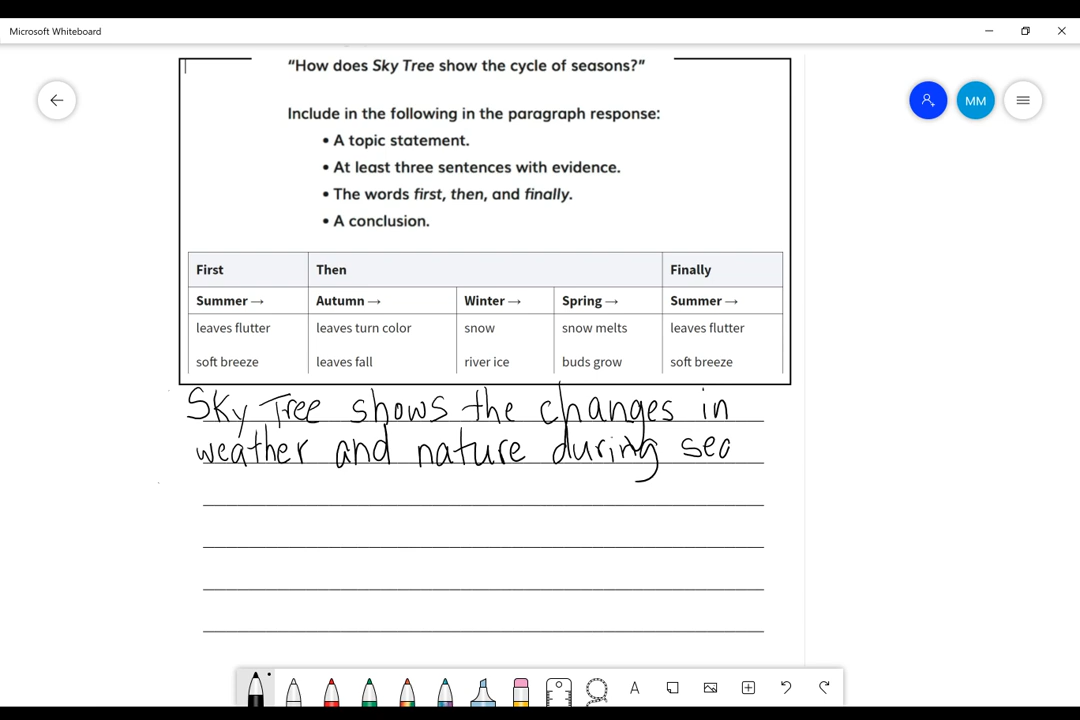 Microsoft Whiteboard
"How does Sky Tree show the cycle of seasons?"
MM
Include in the following in the paragraph response:
• A topic statement.
• At least three sentences with evidence.
• The words first, then, and finally.
• A conclusion.
First Then Finally
Summer → Autumn → Winter → Spring → Summer →
leaves flutter leaves turn color snow snow melts leaves flutter
soft breeze leaves fall river ice buds grow soft breeze
Sky Tree shows the changes in
weather and nature during sea
A